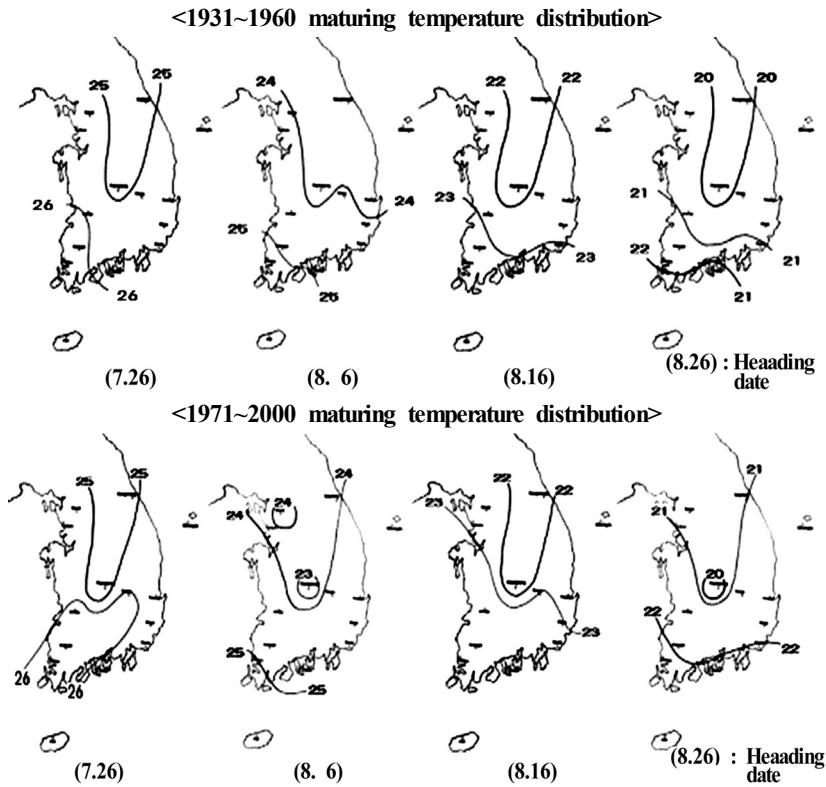 <1931~1960 maturing temperature distribution>
25 25 24 22 22 20 20
26 24 23 21
25 22
26 25 23 21 21
(7.26) (8. 6) (8.16) (8.26) : Heaading
date
<1971~2000 maturing temperature distribution>
25 25 24 24 22 22 21
24 23 21
23 20
22
25 23 22
26 26 25
(7.26) (8. 6) (8.16) (8.26) : Heaading
date